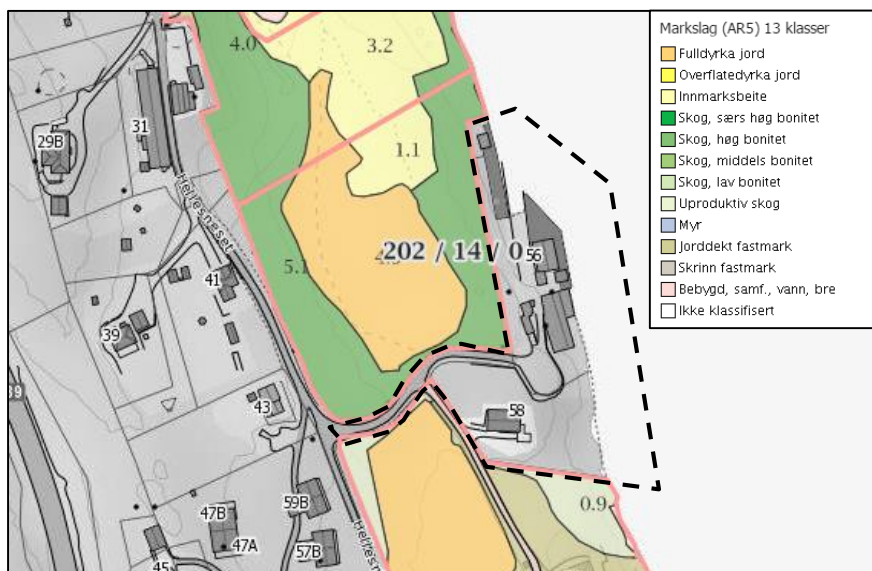 Markslag (AR5) 13 klasser
Fulldyrka jord
Overflatedyrka jord
Innmarksbeite
Skog, særs høg bonitet
Skog, høg bonitet
Skog, middels bonitet
Skog, lav bonitet
Uproduktiv skog
Myr
Jorddekt fastmark
Skrinn fastmark
Bebygd, samf., vann, bre
Ikke klassifisert
4.0
3.2
31
29B
1.1
Hellesneset
202 / 14 / 0
56
5.1
41
39
39
43
58
59B
0.9
47B
47A
57B
45